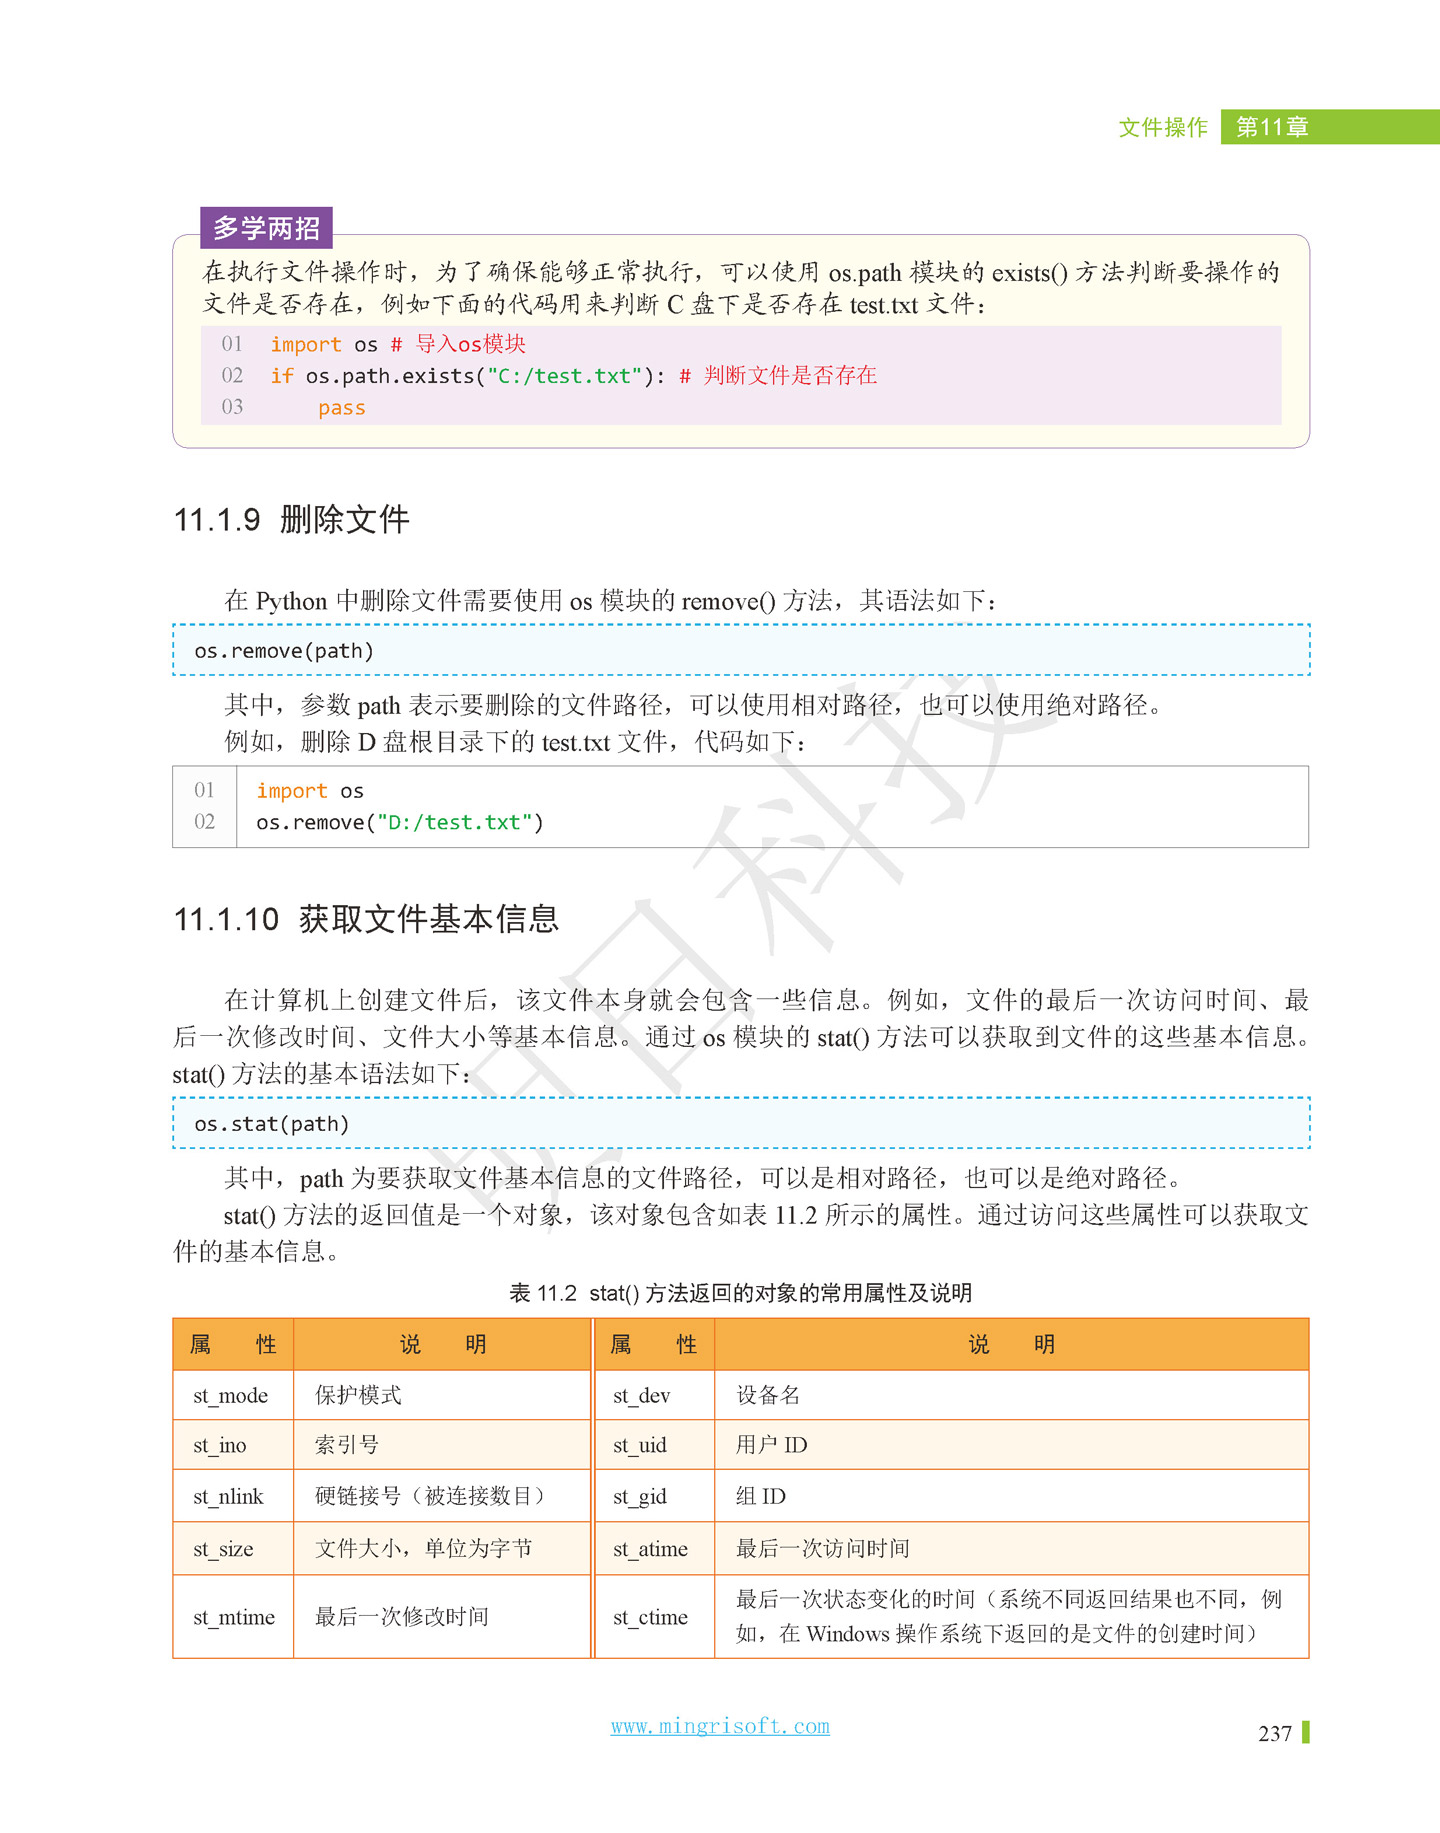 文件操作 第11章
多学两招
在执行文件操作时，为了确保能够正常执行，可以使用 os.path 模块的 exists() 方法判断要操作的
文件是否存在，例如下面的代码用来判断 C 盘下是否存在 test.txt 文件：
01 import os # 导入os模块
02 if os.path.exists("C:/test.txt"): # 判断文件是否存在
03     pass
11.1.9 删除文件
在 Python 中删除文件需要使用 os 模块的 remove() 方法，其语法如下：
os.remove(path)
其中，参数 path 表示要删除的文件路径，可以使用相对路径，也可以使用绝对路径。
例如，删除 D 盘根目录下的 test.txt 文件，代码如下：
01 import os
02 os.remove("D:/test.txt")
11.1.10 获取文件基本信息
在计算机上创建文件后，该文件本身就会包含一些信息。例如，文件的最后一次访问时间、最
后一次修改时间、文件大小等基本信息。通过 os 模块的 stat() 方法可以获取到文件的这些基本信息。
stat() 方法的基本语法如下：
os.stat(path)
其中，path 为要获取文件基本信息的文件路径，可以是相对路径，也可以是绝对路径。
stat() 方法的返回值是一个对象，该对象包含如表 11.2 所示的属性。通过访问这些属性可以获取文
件的基本信息。
表 11.2 stat() 方法返回的对象的常用属性及说明
属 性 说 明 属 性 说 明
st_mode 保护模式 st_dev 设备名
st_ino 索引号 st_uid 用户 ID
st_nlink 硬链接号（被连接数目） st_gid 组 ID
st_size 文件大小，单位为字节 st_atime 最后一次访问时间
st_mtime 最后一次修改时间 st_ctime 最后一次状态变化的时间（系统不同返回结果也不同，例
如，在 Windows 操作系统下返回的是文件的创建时间）
明日科技
www.mingrisoft.com
237